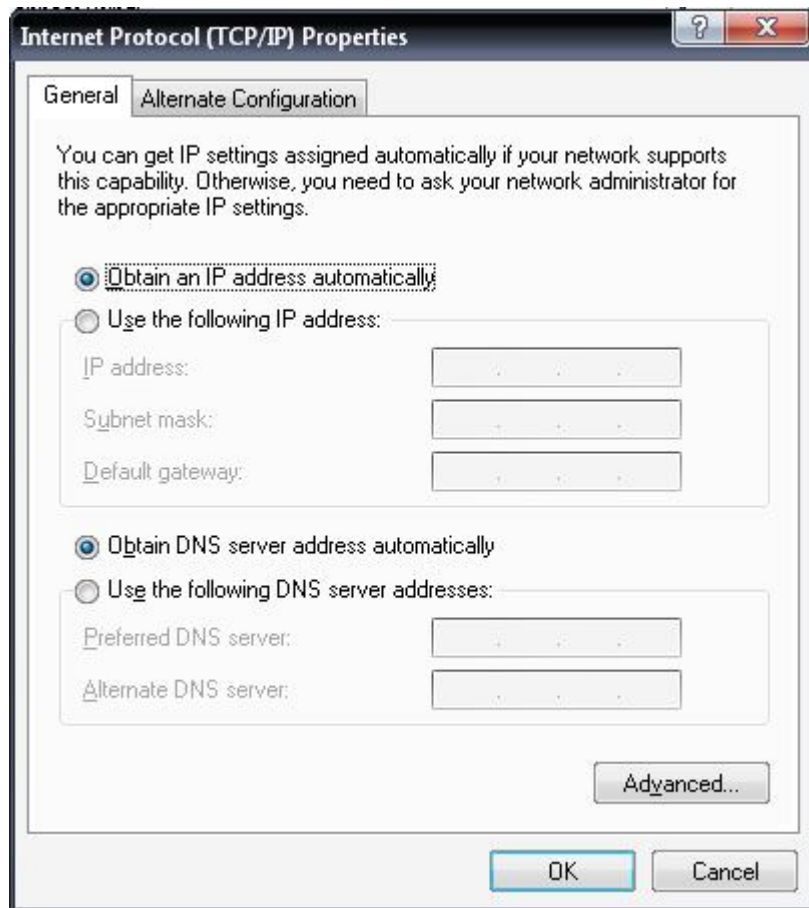 Internet Protocol (TCP/IP) Properties
?
X
General
Alternate Configuration
You can get IP settings assigned automatically if your network supports
this capability. Otherwise, you need to ask your network administrator for
the appropriate IP settings.
Obtain an IP address automatically
Use the following IP address:
IP address:
. . .
Subnet mask:
. . .
Default gateway:
. . .
Obtain DNS server address automatically
Use the following DNS server addresses:
Preferred DNS server:
. . .
Alternate DNS server:
. . .
Advanced...
OK
Cancel